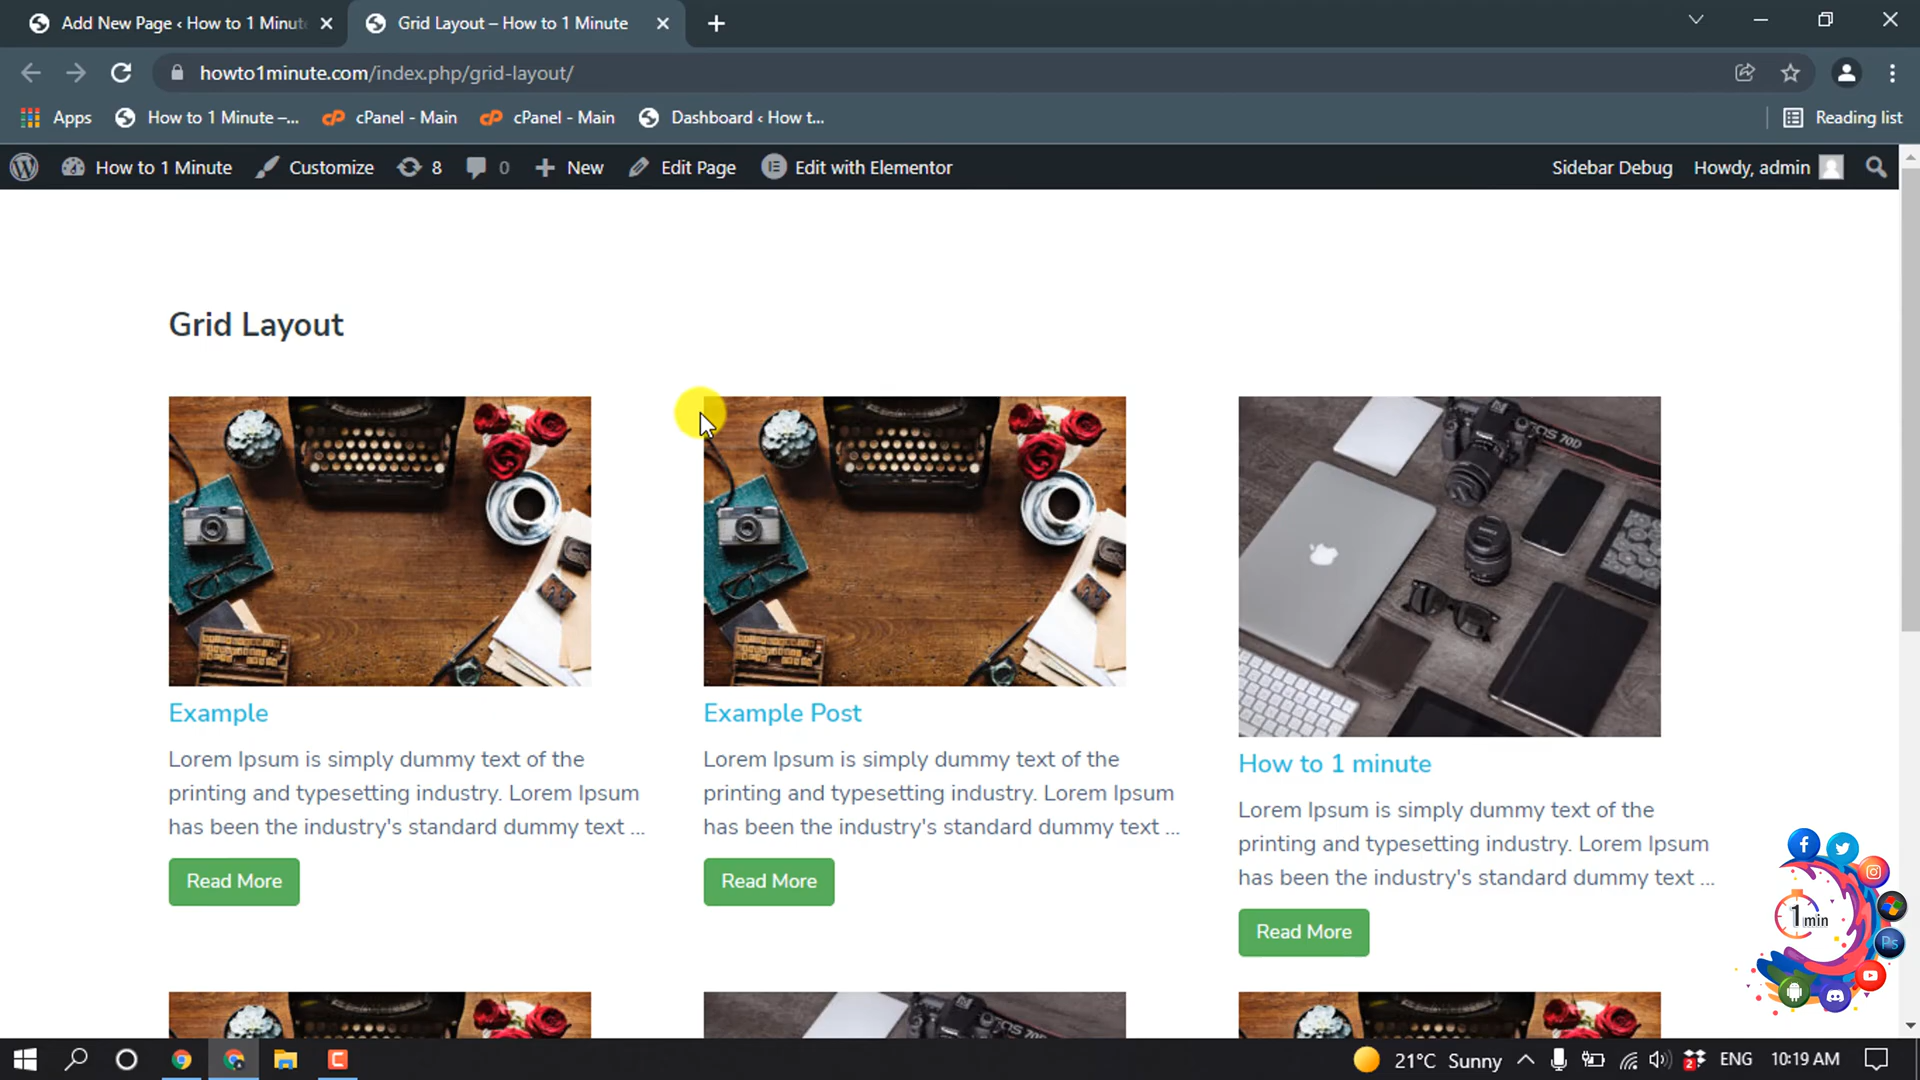 Add New Page ‹ How to 1 Minut
Grid Layout – How to 1 Minute
howto1minute.com/index.php/grid-layout/
Apps
How to 1 Minute –...
cPanel - Main
cPanel - Main
Dashboard ‹ How t...
Reading list
How to 1 Minute
Customize
8
0
New
Edit Page
Edit with Elementor
Sidebar Debug
Howdy, admin
Grid Layout
Example
Lorem Ipsum is simply dummy text of the
printing and typesetting industry. Lorem Ipsum
has been the industry's standard dummy text ...
Read More
Example Post
Lorem Ipsum is simply dummy text of the
printing and typesetting industry. Lorem Ipsum
has been the industry's standard dummy text ...
Read More
EOS 70D
How to 1 minute
Lorem Ipsum is simply dummy text of the
printing and typesetting industry. Lorem Ipsum
has been the industry's standard dummy text ...
Read More
1 min
Ps
21°C Sunny
2
ENG
10:19 AM